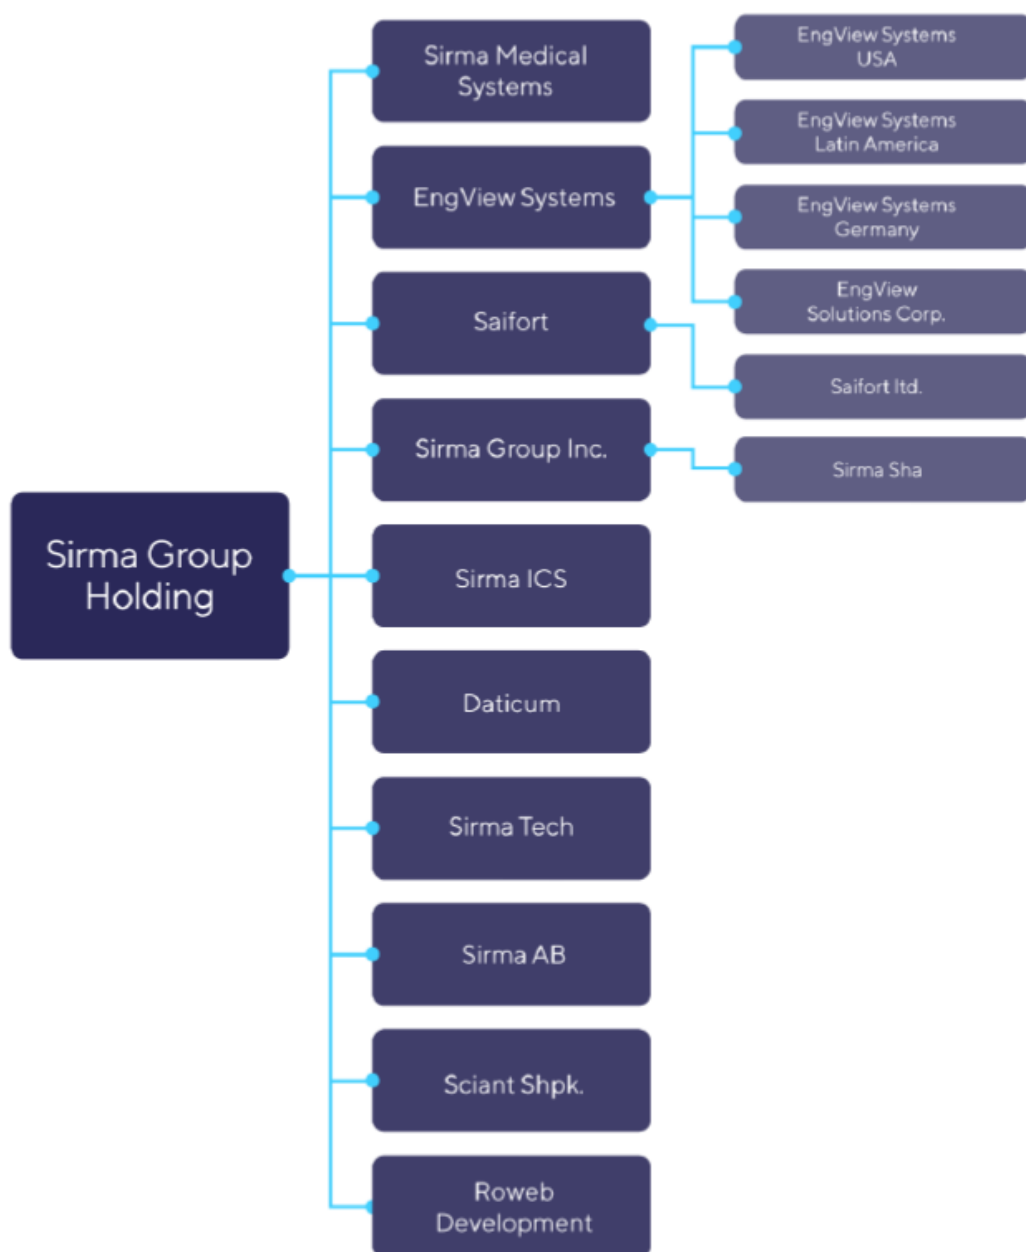 Sirma Group
Holding
Sirma Medical
Systems
EngView Systems
Saifort
Sirma Group Inc.
Sirma ICS
Daticum
Sirma Tech
Sirma AB
Sciant Shpk.
Roweb
Development
EngView Systems
USA
EngView Systems
Latin America
EngView Systems
Germany
EngView
Solutions Corp.
Saifort ltd.
Sirma Sha